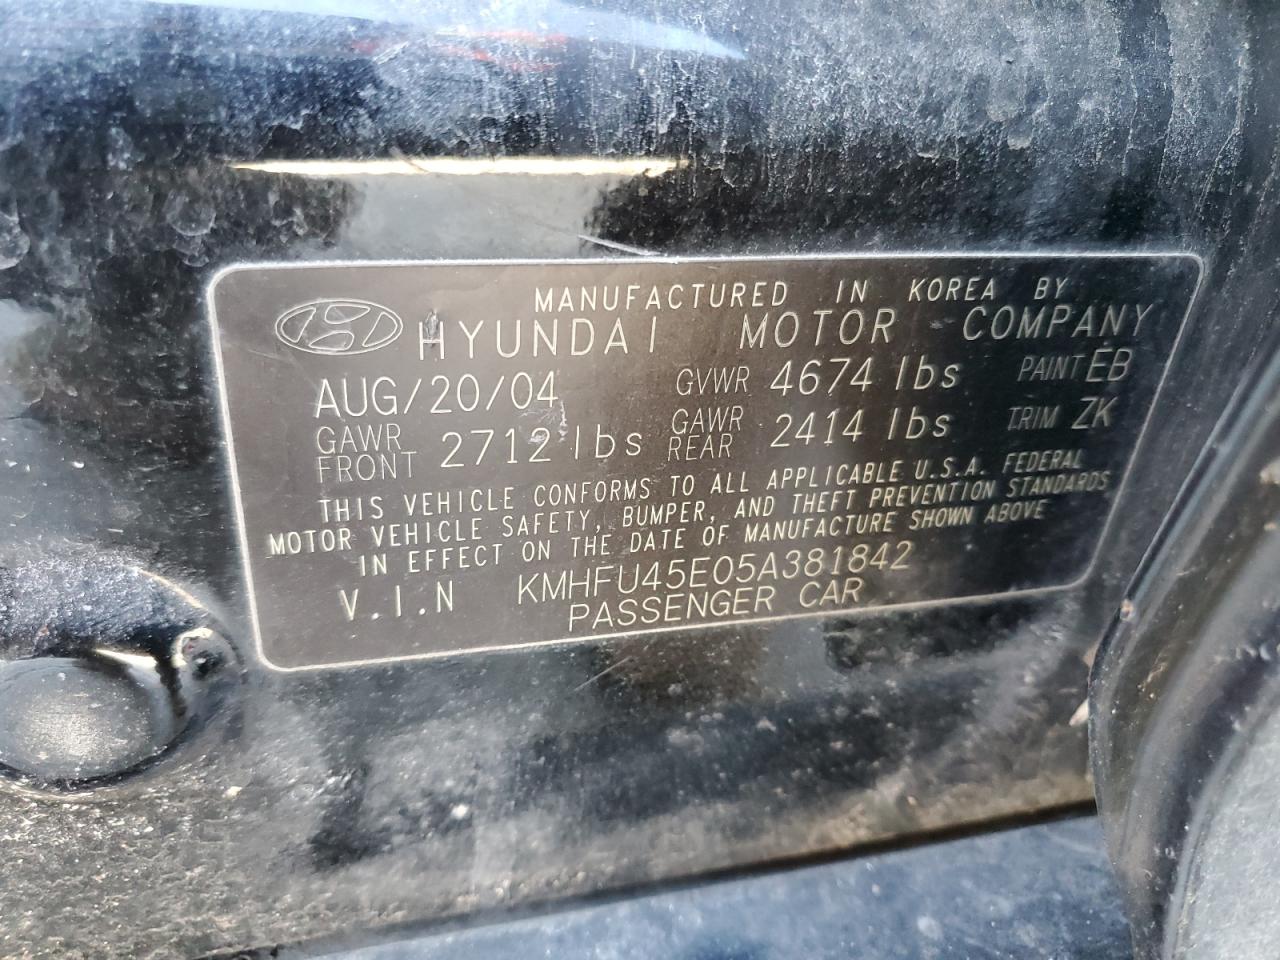 MANUFACTURED IN KOREA BY
HYUNDAI MOTOR COMPANY
AUG/20/04 GVWR 4674 lbs PAINT EB
GAWR FRONT 2712 lbs GAWR REAR 2414 lbs TRIM ZK
THIS VEHICLE CONFORMS TO ALL APPLICABLE U.S.A. FEDERAL
MOTOR VEHICLE SAFETY, BUMPER, AND THEFT PREVENTION STANDARDS
IN EFFECT ON THE DATE OF MANUFACTURE SHOWN ABOVE
V.I.N KMHFU45E05A381842
PASSENGER CAR